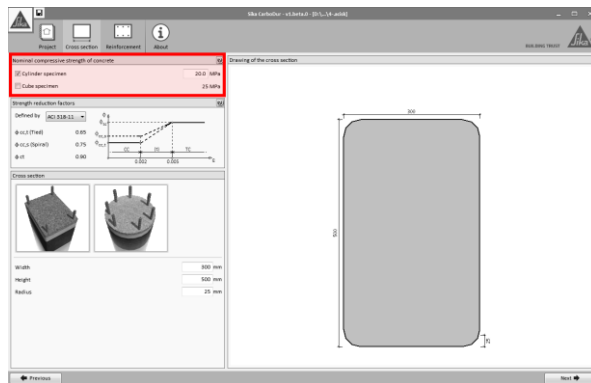 Sika CarboDur - v3.beta.0 - [D:\...\4-.acidd]
Project
Cross section
Reinforcement
About
BUILDING TRUST
Nominal compressive strength of concrete
Cylinder specimen 20.0 MPa
Cube specimen 25 MPa
Strength reduction factors
Defined by ACI 318-11
ϕ cc,t (Tied) 0.65
ϕ cc,s (Spiral) 0.75
ϕ ct 0.90
CC
TC
0.002 0.005
Cross section
Width 300 mm
Height 500 mm
Radius 25 mm
Drawing of the cross section
300
500
25
Previous
Next